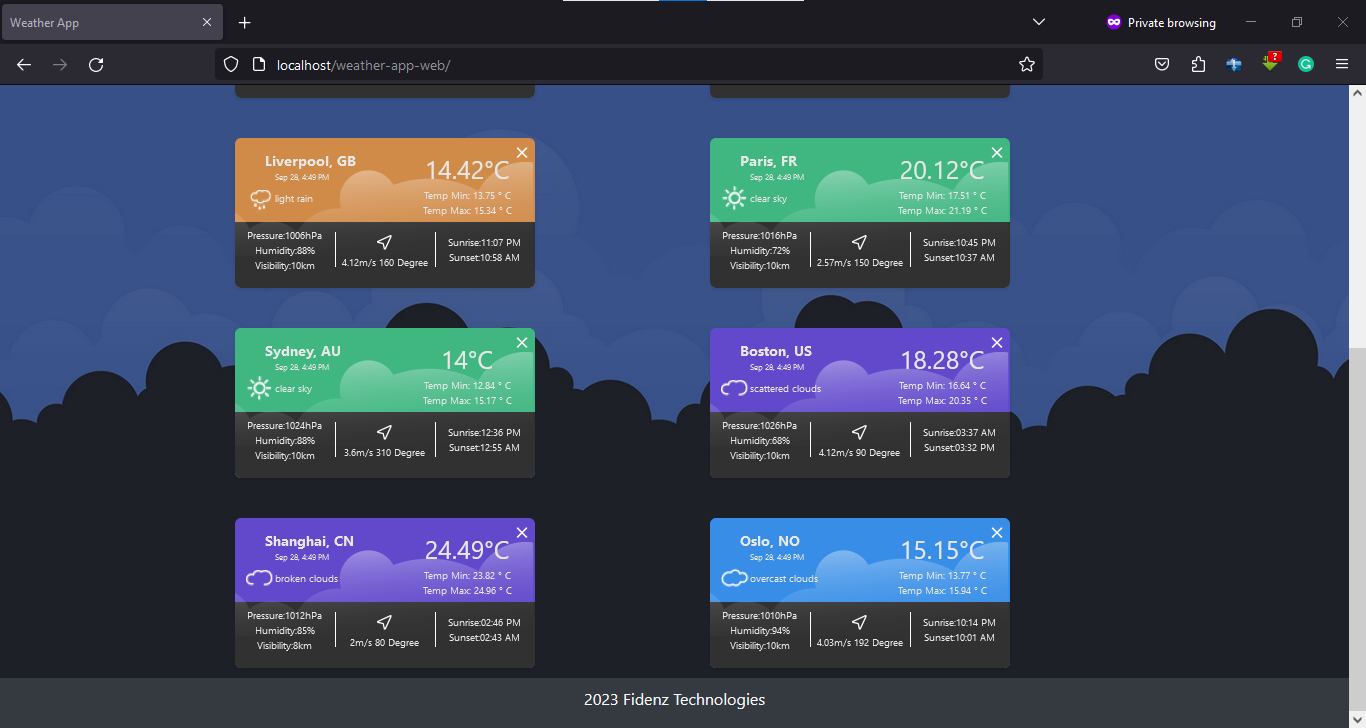 Weather App
Private browsing
localhost/weather-app-web/
?
Liverpool, GB
Sep 28, 4:49 PM
light rain
14.42°C
Temp Min: 13.75 ° C
Temp Max: 15.34 ° C
Pressure:1006hPa
Humidity:88%
Visibility:10km
4.12m/s 160 Degree
Sunrise:11:07 PM
Sunset:10:58 AM
Paris, FR
Sep 28, 4:49 PM
clear sky
20.12°C
Temp Min: 17.51 ° C
Temp Max: 21.19 ° C
Pressure:1016hPa
Humidity:72%
Visibility:10km
2.57m/s 150 Degree
Sunrise:10:45 PM
Sunset:10:37 AM
Sydney, AU
Sep 28, 4:49 PM
clear sky
14°C
Temp Min: 12.84 ° C
Temp Max: 15.17 ° C
Pressure:1024hPa
Humidity:88%
Visibility:10km
3.6m/s 310 Degree
Sunrise:12:36 PM
Sunset:12:55 AM
Boston, US
Sep 28, 4:49 PM
scattered clouds
18.28°C
Temp Min: 16.64 ° C
Temp Max: 20.35 ° C
Pressure:1026hPa
Humidity:68%
Visibility:10km
4.12m/s 90 Degree
Sunrise:03:37 AM
Sunset:03:32 PM
Shanghai, CN
Sep 28, 4:49 PM
broken clouds
24.49°C
Temp Min: 23.82 ° C
Temp Max: 24.96 ° C
Pressure:1012hPa
Humidity:85%
Visibility:8km
2m/s 80 Degree
Sunrise:02:46 PM
Sunset:02:43 AM
Oslo, NO
Sep 28, 4:49 PM
overcast clouds
15.15°C
Temp Min: 13.77 ° C
Temp Max: 15.94 ° C
Pressure:1010hPa
Humidity:94%
Visibility:10km
4.03m/s 192 Degree
Sunrise:10:14 PM
Sunset:10:01 AM
2023 Fidenz Technologies